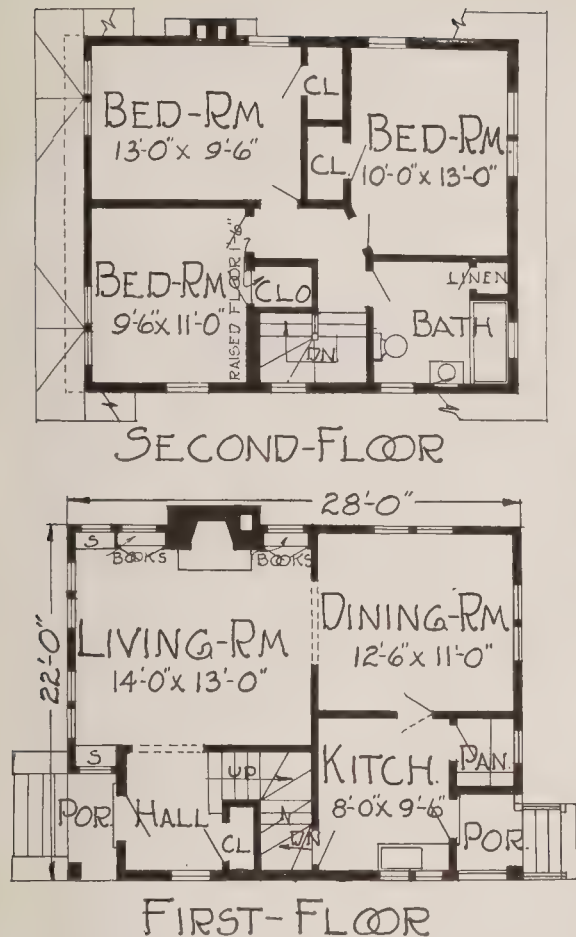 BED-RM
13'-0" x 9'-6"
CL
CL.
BED-RM
10'-0" x 13'-0"
BED-RM
9'-6" x 11'-0"
RAISED FLOOR 1'-6"
CLO
DN
LINEN
BATH
SECOND-FLOOR
28'-0"
22'-0"
S
BOOKS
BOOKS
LIVING-RM
14'-0" x 13'-0"
DINING-RM
12'-6" x 11'-0"
S
UP
KITCH.
8'-0" x 9'-6"
PAN.
POR.
HALL
CL
DN
POR.
FIRST-FLOOR